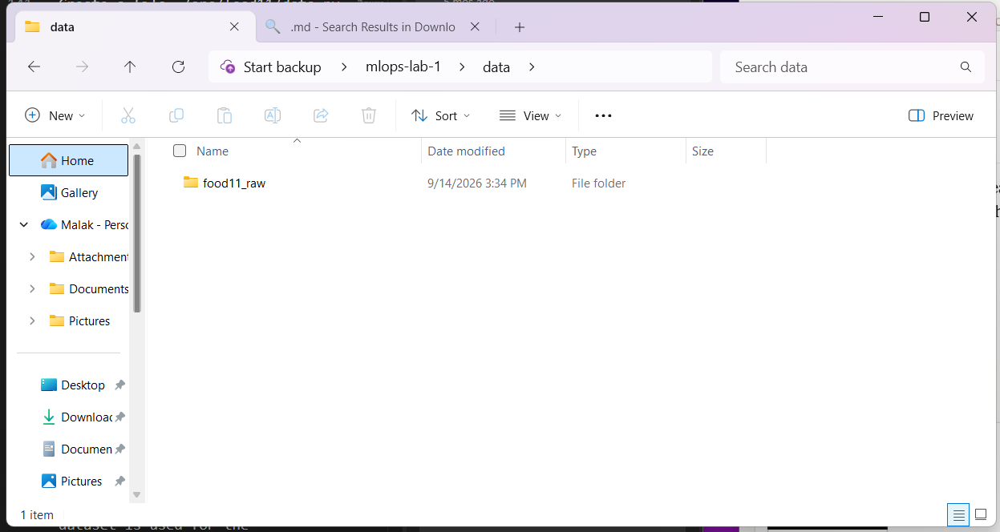 data
.md - Search Results in Downlo
Start backup > mlops-lab-1 > data >
Search data
New
Sort
View
Preview
Name
Date modified
Type
Size
food11_raw
9/14/2026 3:34 PM
File folder
Home
Gallery
Malak - Perso
Attachment
Documents
Pictures
Desktop
Download
Documen
Pictures
1 item
dataset is used for the